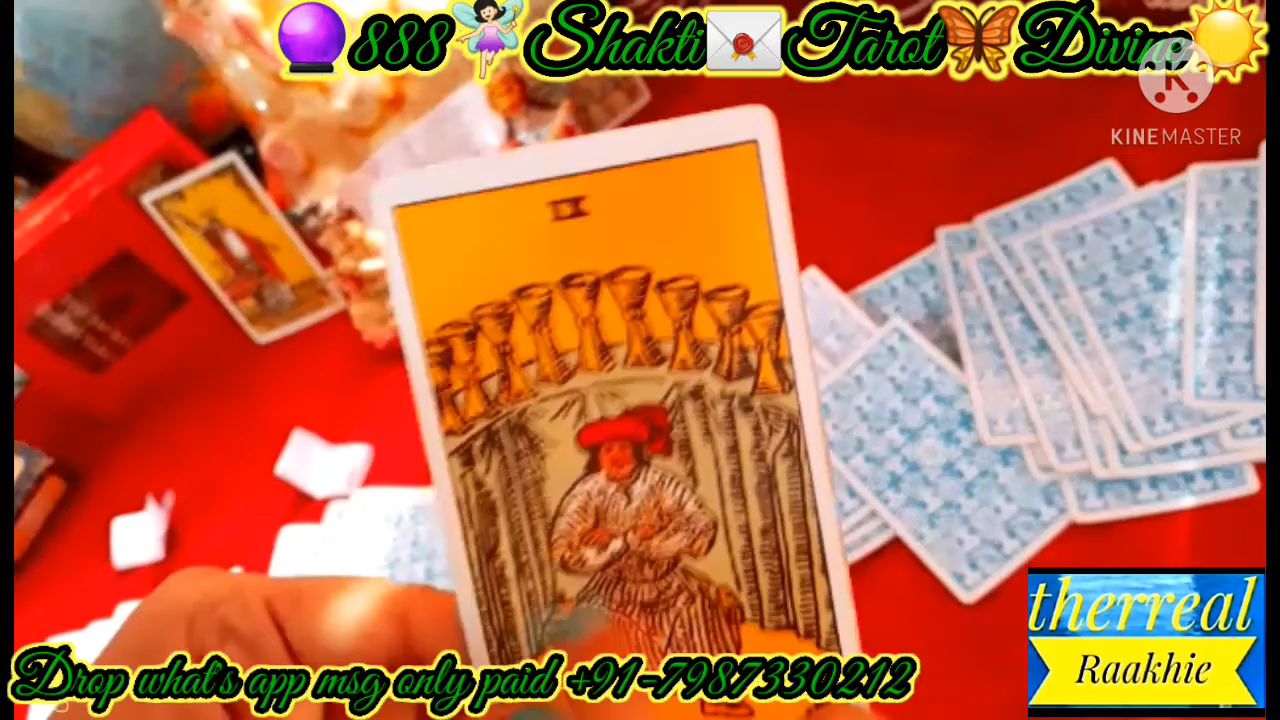 888 Shakti Tarot Divine
KINEMASTER
IX
therreal
Raakhie
Drop what's app msg only paid +91-7987330212